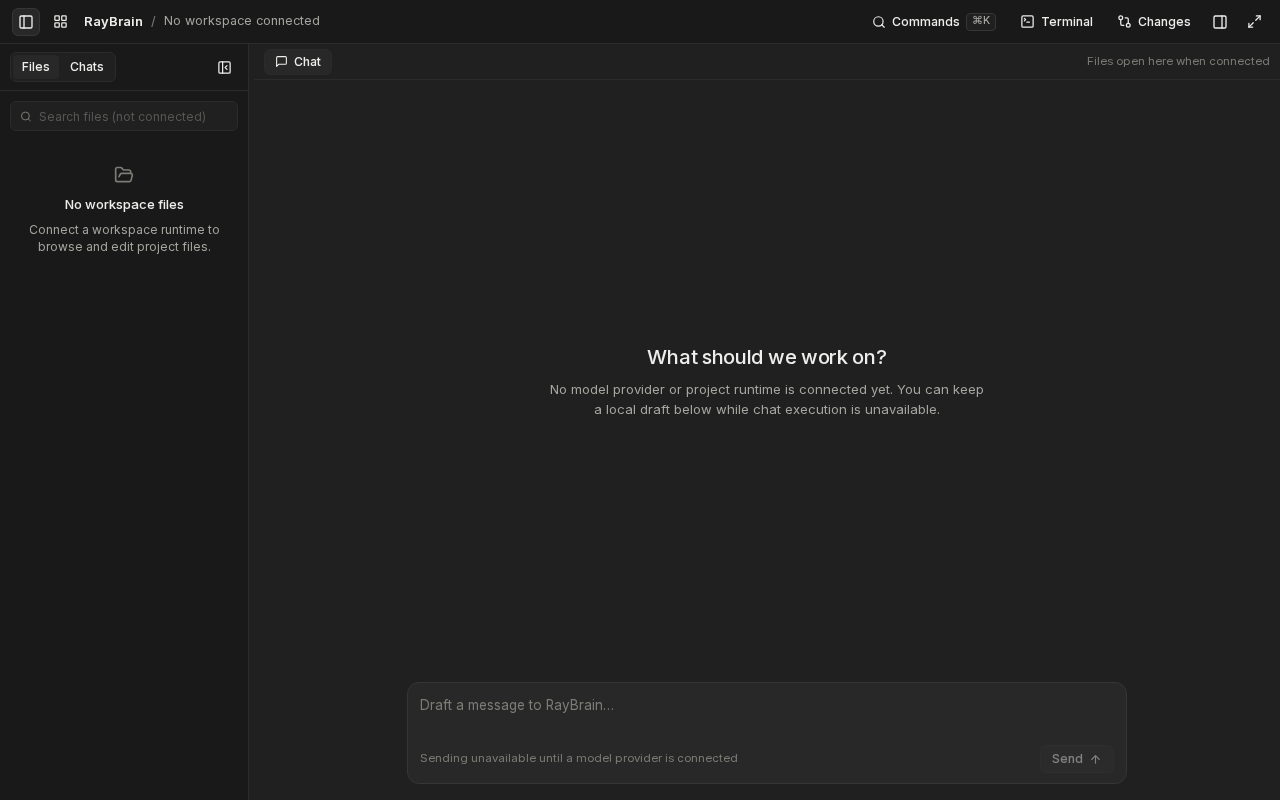 RayBrain / No workspace connected
Commands ⌘K
Terminal
Changes
Files
Chats
Chat
Files open here when connected
Search files (not connected)
No workspace files
Connect a workspace runtime to
browse and edit project files.
What should we work on?
No model provider or project runtime is connected yet. You can keep
a local draft below while chat execution is unavailable.
Draft a message to RayBrain…
Sending unavailable until a model provider is connected
Send